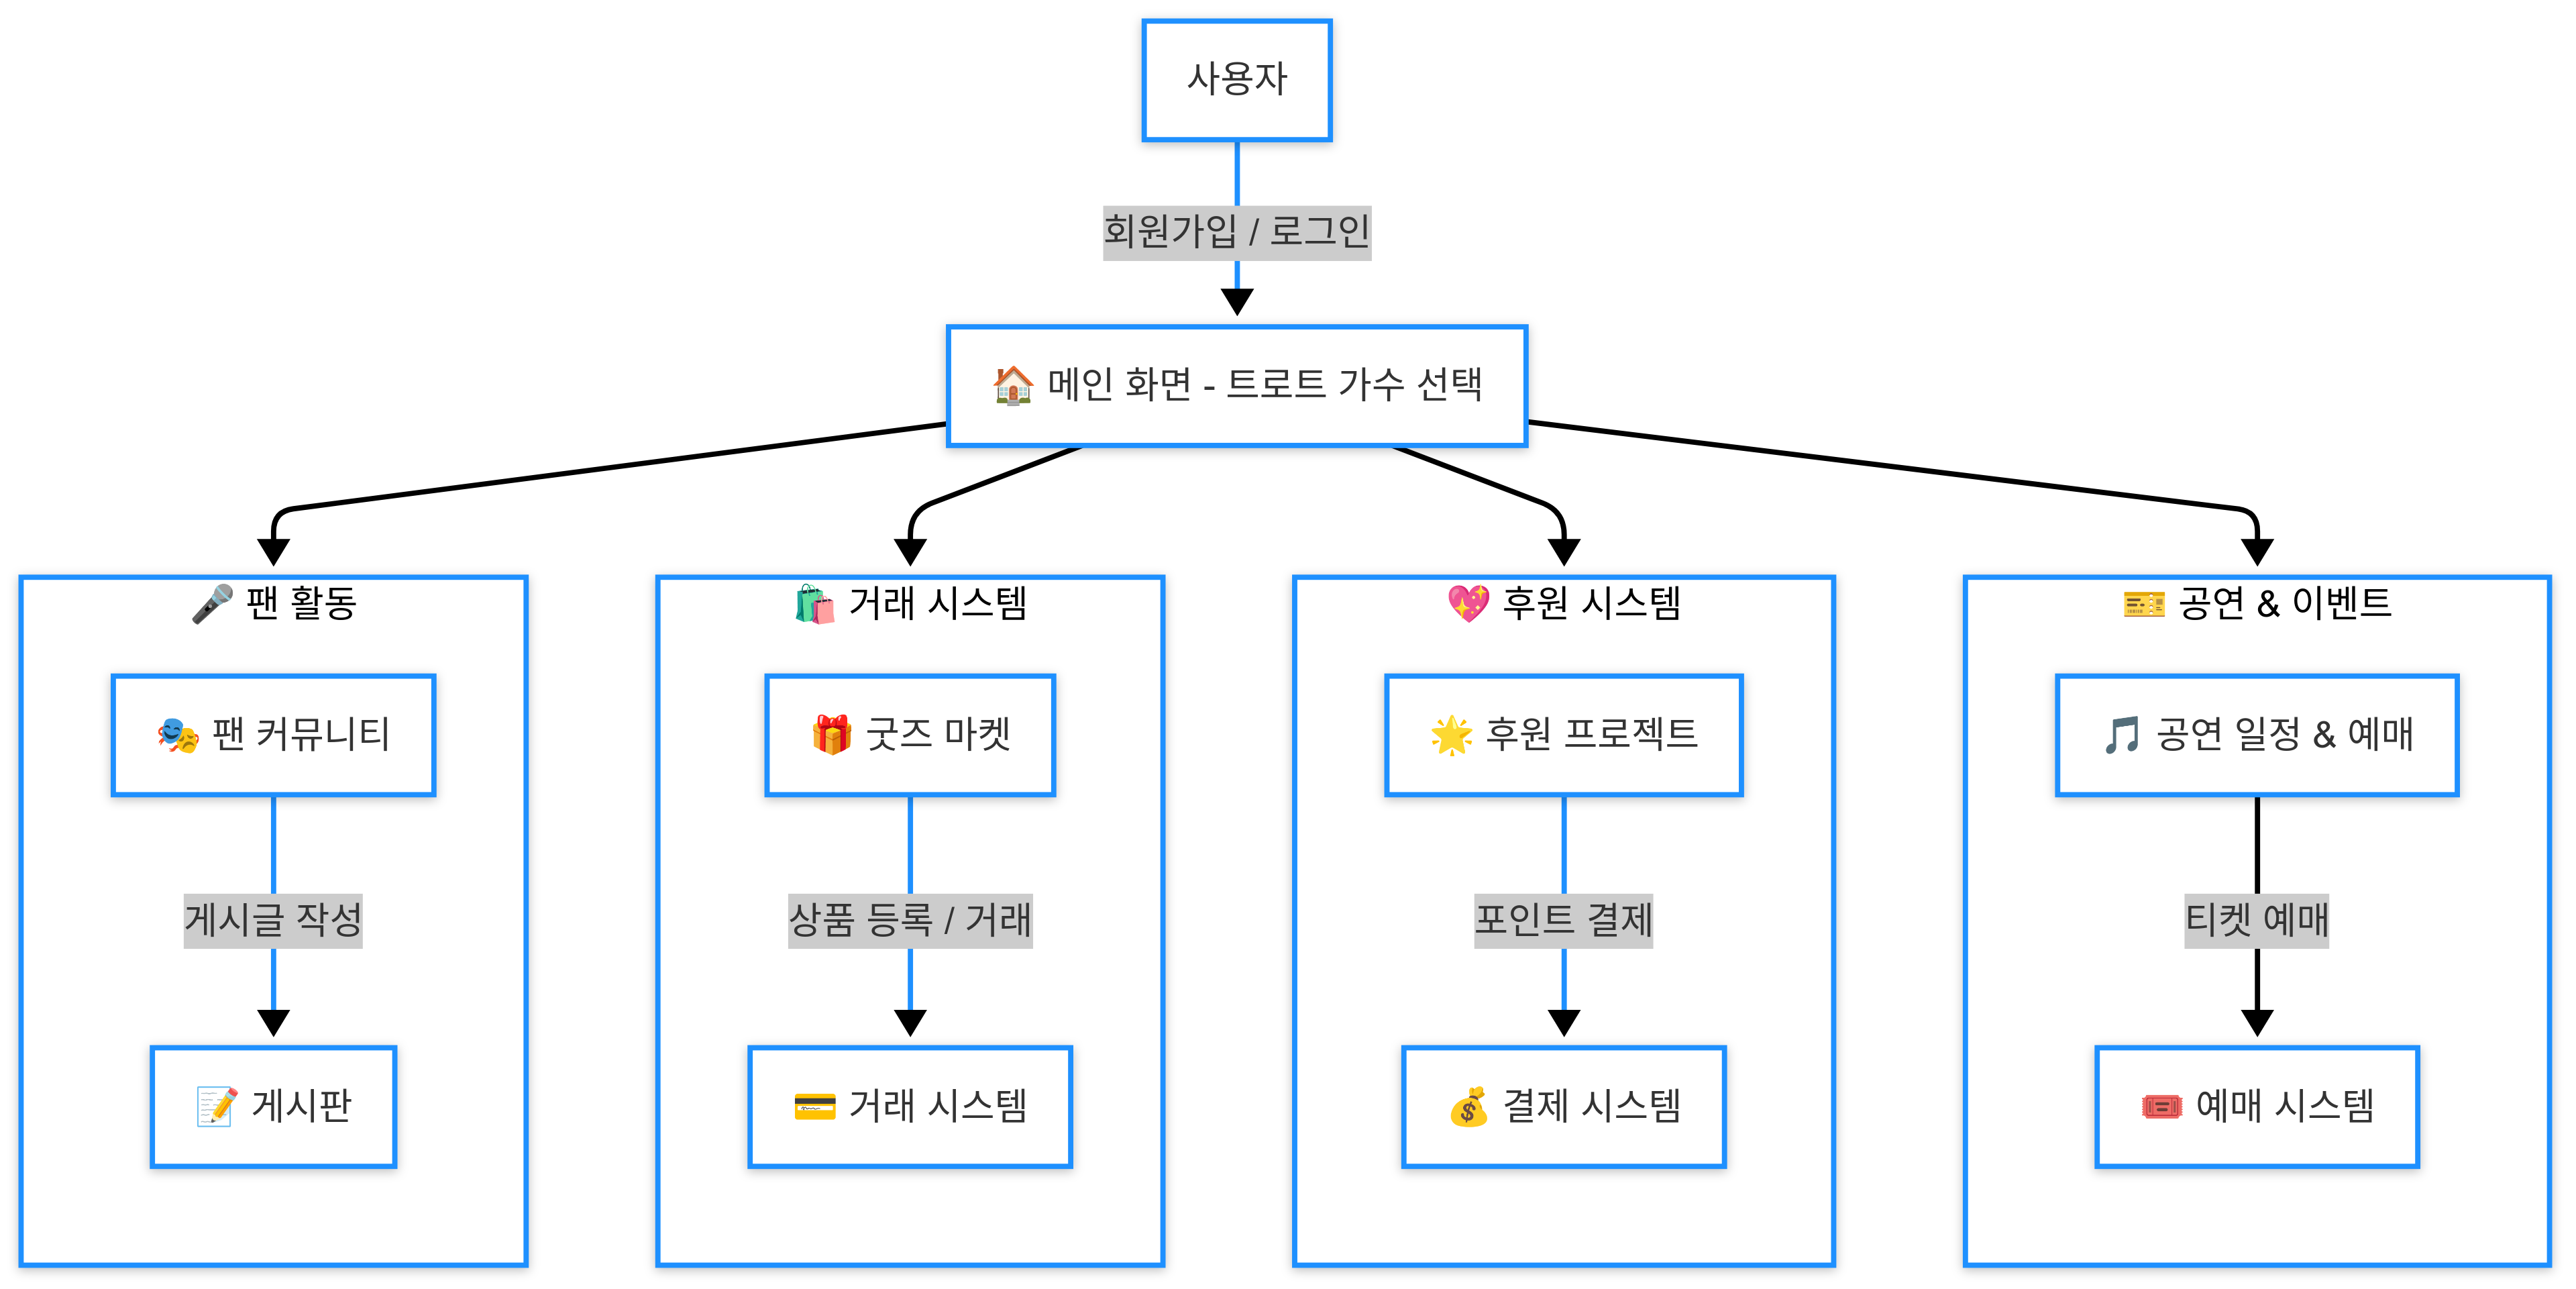 사용자
회원가입 / 로그인
🏠 메인 화면 - 트로트 가수 선택
🎤 팬 활동
🎭 팬 커뮤니티
게시글 작성
📝 게시판
🛍️ 거래 시스템
🎁 굿즈 마켓
상품 등록 / 거래
💳 거래 시스템
💖 후원 시스템
🌟 후원 프로젝트
포인트 결제
💰 결제 시스템
🎫 공연 & 이벤트
🎵 공연 일정 & 예매
티켓 예매
🎟️ 예매 시스템